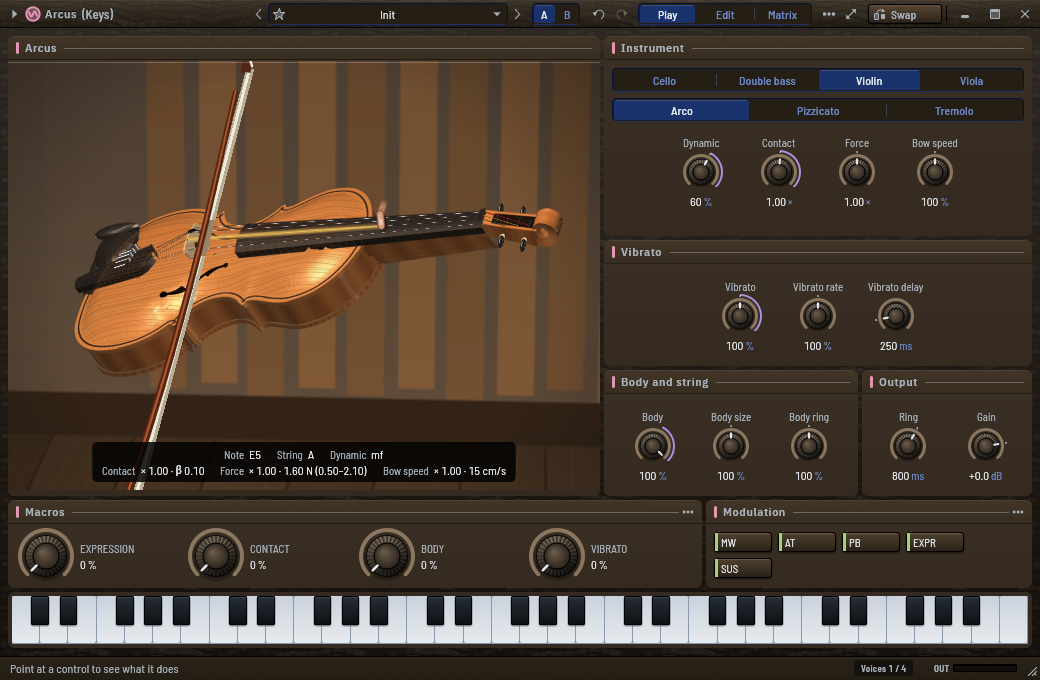 Arcus (Keys)
Init
A B
Play Edit Matrix
Swap
Arcus
Note E5 String A Dynamic mf
Contact × 1.00 · β 0.10 Force × 1.00 · 1.60 N (0.50–2.10) Bow speed × 1.00 · 15 cm/s
Instrument
Cello Double bass Violin Viola
Arco Pizzicato Tremolo
Dynamic Contact Force Bow speed
60 % 1.00 × 1.00 × 100 %
Vibrato
Vibrato Vibrato rate Vibrato delay
100 % 100 % 250 ms
Body and string
Body Body size Body ring
100 % 100 % 100 %
Output
Ring Gain
800 ms +0.0 dB
Macros
EXPRESSION
0 %
CONTACT
0 %
BODY
0 %
VIBRATO
0 %
Modulation
MW AT PB EXPR
SUS
Point at a control to see what it does
Voices 1 / 4 OUT